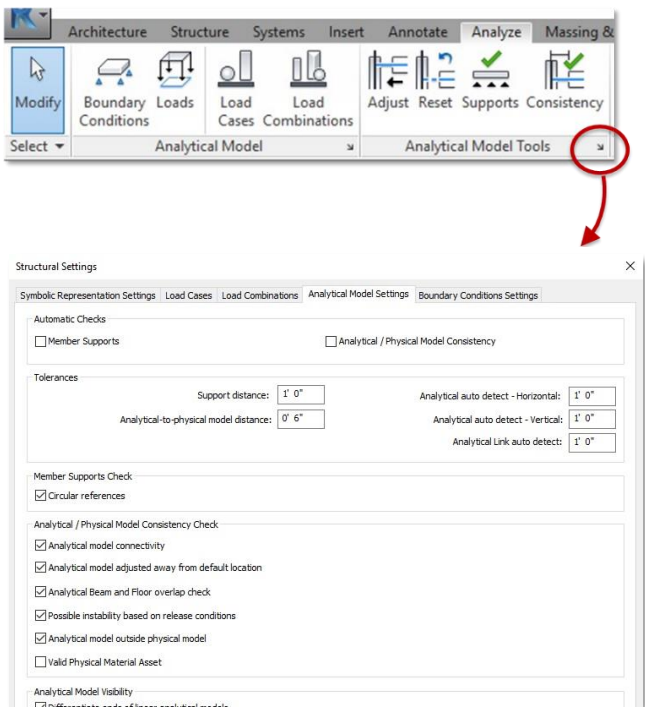 Architecture Structure Systems Insert Annotate Analyze Massing &
Modify Boundary Conditions Loads Load Cases Load Combinations Adjust Reset Supports Consistency
Select Analytical Model Analytical Model Tools
Structural Settings
Symbolic Representation Settings Load Cases Load Combinations Analytical Model Settings Boundary Conditions Settings
Automatic Checks
Member Supports Analytical / Physical Model Consistency
Tolerances
Support distance: 1' 0" Analytical auto detect - Horizontal: 1' 0"
Analytical-to-physical model distance: 0' 6" Analytical auto detect - Vertical: 1' 0"
Analytical Link auto detect: 1' 0"
Member Supports Check
Circular references
Analytical / Physical Model Consistency Check
Analytical model connectivity
Analytical model adjusted away from default location
Analytical Beam and Floor overlap check
Possible instability based on release conditions
Analytical model outside physical model
Valid Physical Material Asset
Analytical Model Visibility
Differentiate ends of linear analytical models